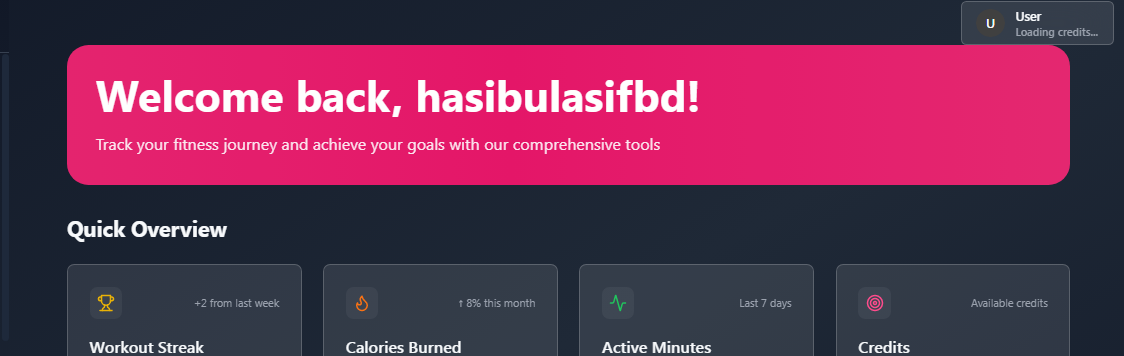 U
User
Loading credits...
Welcome back, hasibulasifbd!
Track your fitness journey and achieve your goals with our comprehensive tools
Quick Overview
+2 from last week
↑ 8% this month
Last 7 days
Available credits
Workout Streak
Calories Burned
Active Minutes
Credits